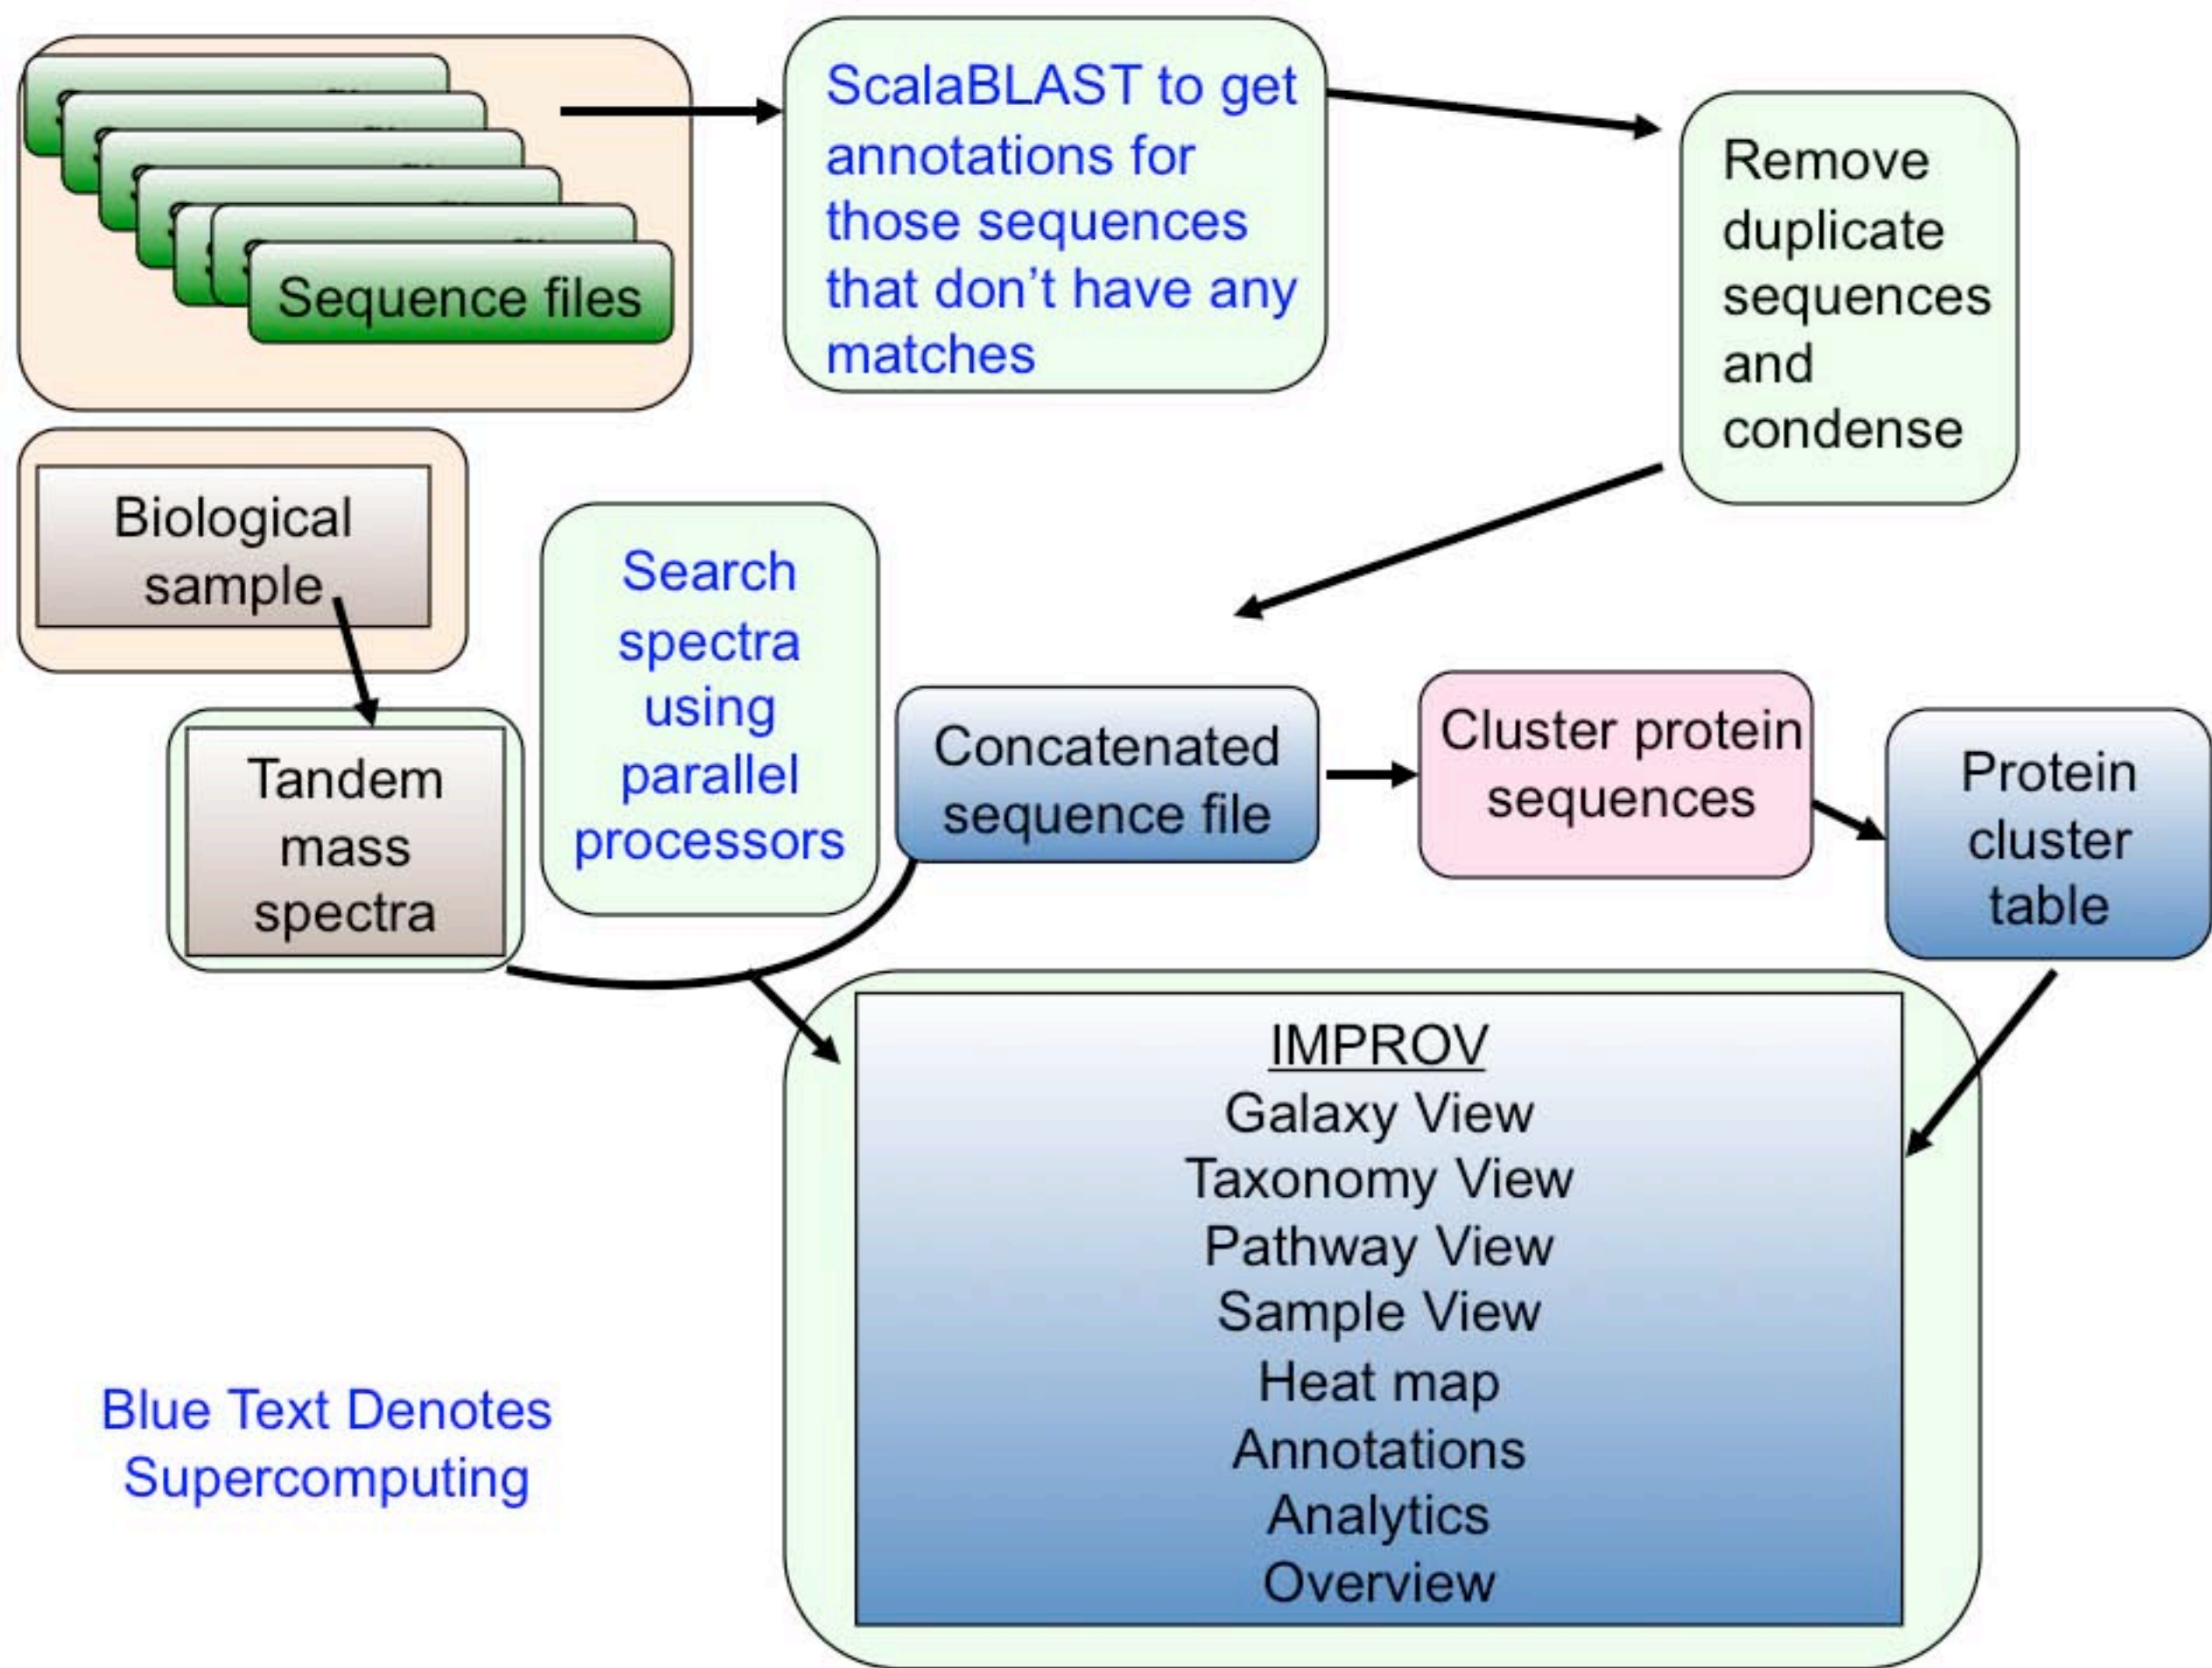 Sequence files
ScalaBLAST to get
annotations for
those sequences
that don't have any
matches
Remove
duplicate
sequences
and
condense
Biological
sample
Search
spectra
using
parallel
processors
Tandem
mass
spectra
Concatenated
sequence file
Cluster protein
sequences
Protein
cluster
table
IMPROV
Galaxy View
Taxonomy View
Pathway View
Sample View
Heat map
Annotations
Analytics
Overview
Blue Text Denotes
Supercomputing